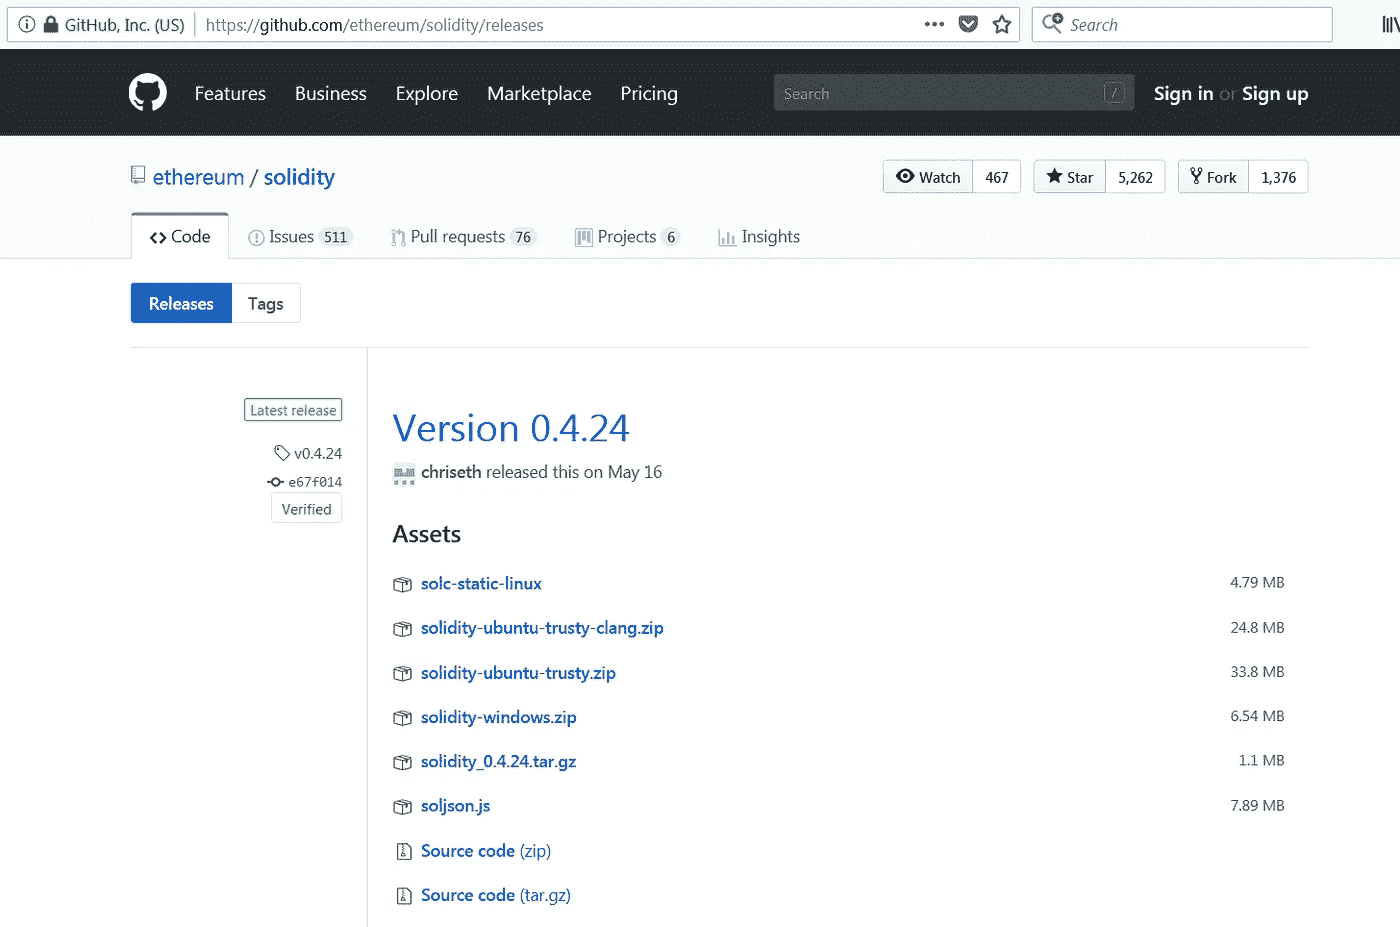 GitHub, Inc. (US) https://github.com/ethereum/solidity/releases Search
Features Business Explore Marketplace Pricing Search / Sign in or Sign up
ethereum / solidity Watch 467 Star 5,262 Fork 1,376
Code Issues 511 Pull requests 76 Projects 6 Insights
Releases Tags
Latest release
v0.4.24
e67f014
Verified
Version 0.4.24
chriseth released this on May 16
Assets
solc-static-linux 4.79 MB
solidity-ubuntu-trusty-clang.zip 24.8 MB
solidity-ubuntu-trusty.zip 33.8 MB
solidity-windows.zip 6.54 MB
solidity_0.4.24.tar.gz 1.1 MB
soljson.js 7.89 MB
Source code (zip)
Source code (tar.gz)